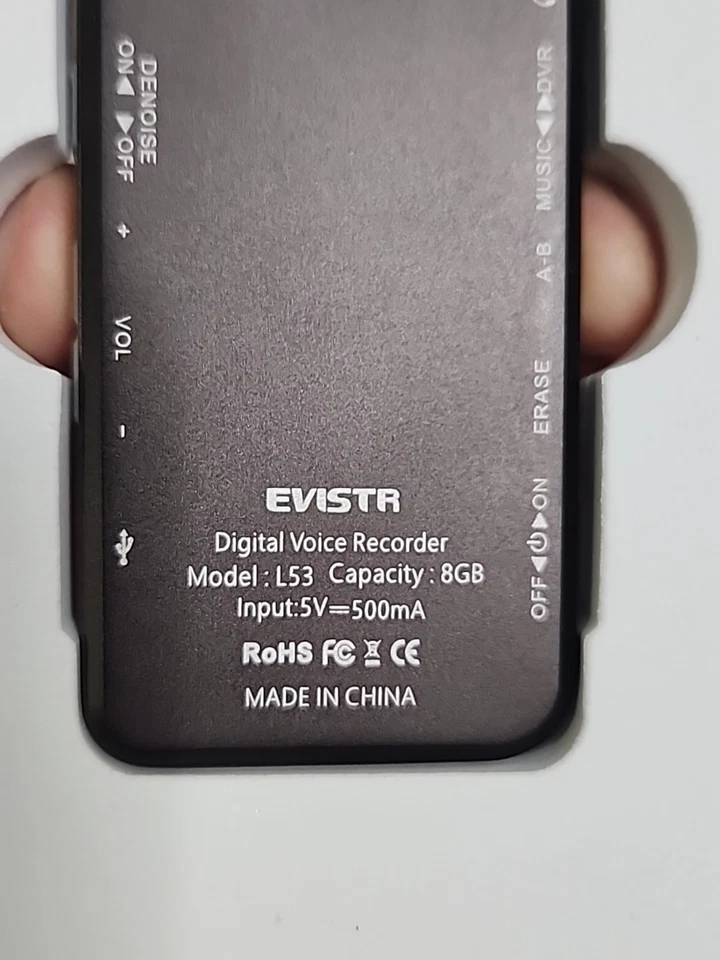 DENOISE
ON◀ ▶OFF
+
VOL
-
MUSIC◀ ▶DVR
A-B
ERASE
OFF◀⏻▶ON
EVISTR
Digital Voice Recorder
Model : L53 Capacity : 8GB
Input:5V⎓500mA
RoHS FC CE
MADE IN CHINA